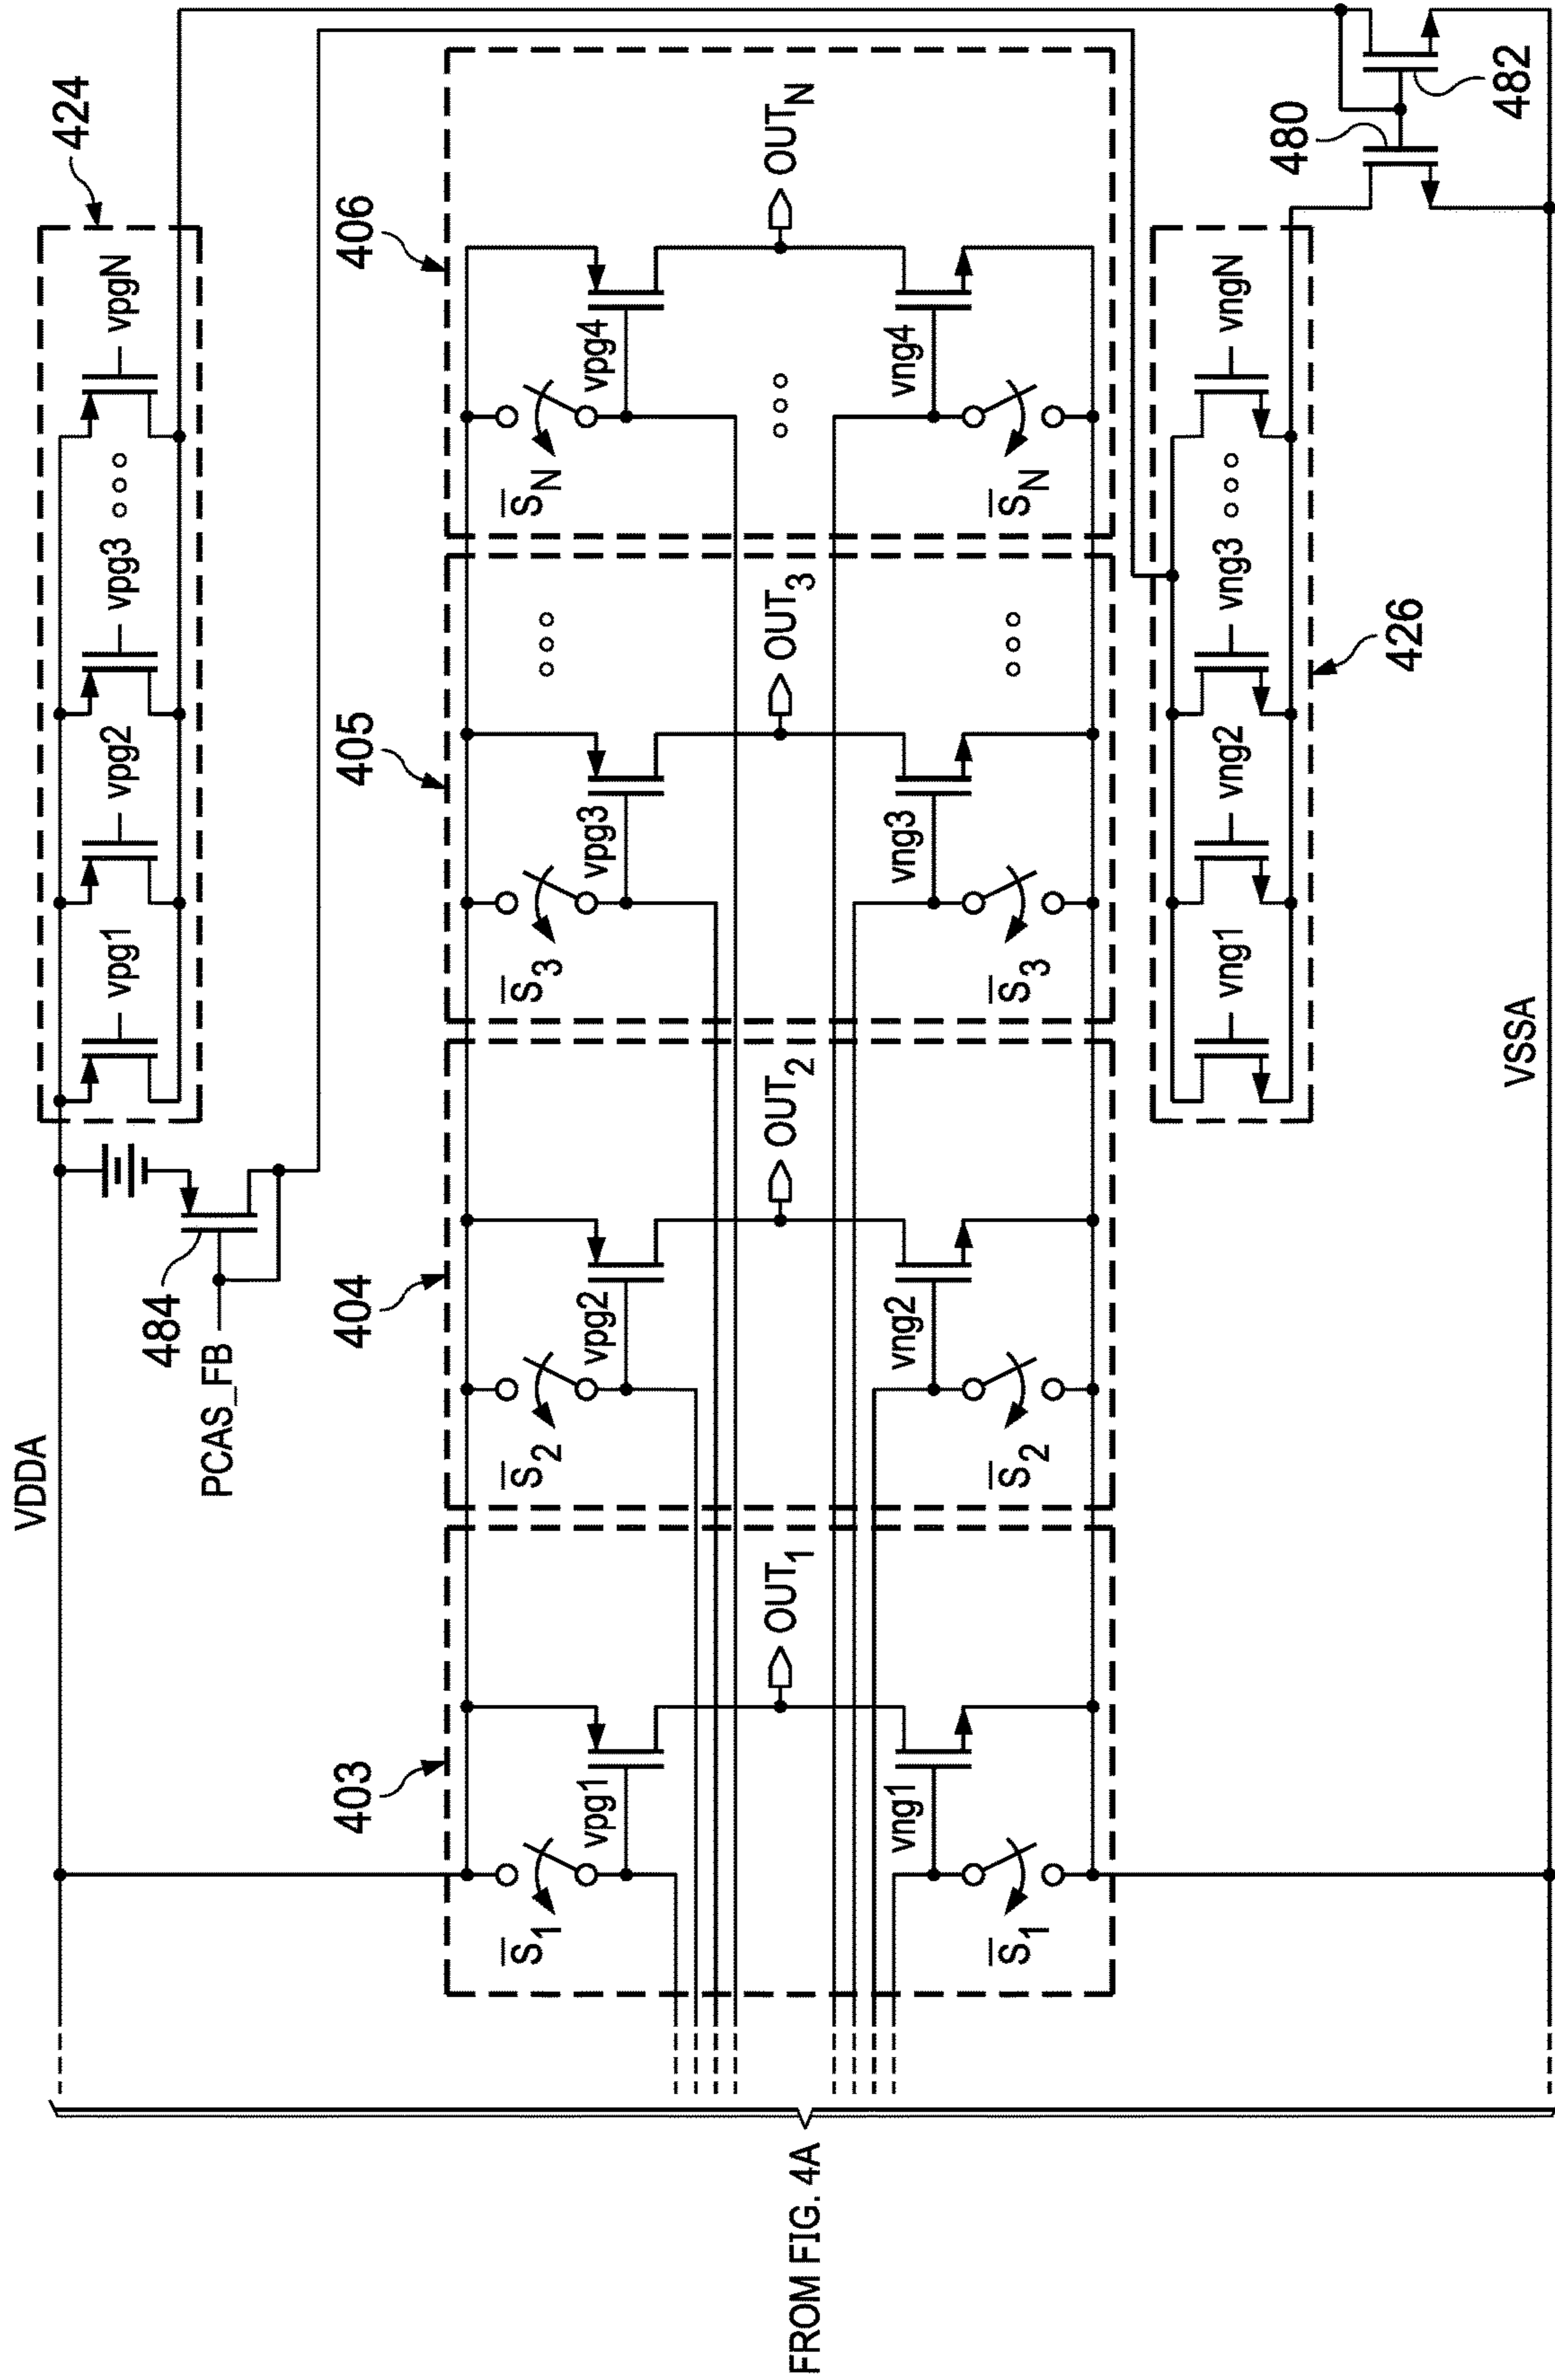 424
vpg1
vpg2
vpg3
vpgN
VDDA
484
PCAS_FB
403
404
405
406
S̅1
vpg1
S̅2
vpg2
S̅3
vpg3
S̅N
vpg4
OUT1
OUT2
OUT3
OUTN
S̅1
vng1
S̅2
vng2
S̅3
vng3
S̅N
vng4
vng1
vng2
vng3
vngN
426
480
482
VSSA
FROM FIG. 4A